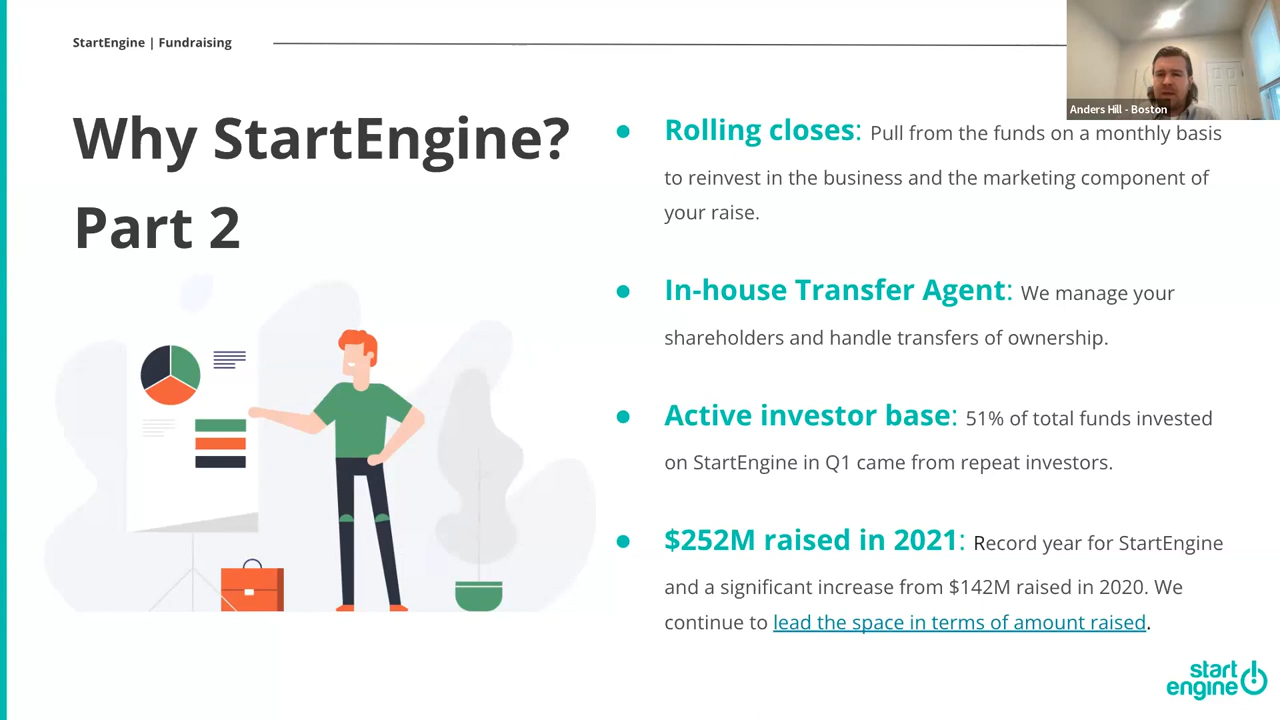 StartEngine | Fundraising
Anders Hill - Boston
Why StartEngine?
Part 2
Rolling closes: Pull from the funds on a monthly basis
to reinvest in the business and the marketing component of
your raise.
In-house Transfer Agent: We manage your
shareholders and handle transfers of ownership.
Active investor base: 51% of total funds invested
on StartEngine in Q1 came from repeat investors.
$252M raised in 2021: Record year for StartEngine
and a significant increase from $142M raised in 2020. We
continue to lead the space in terms of amount raised.
start
engine